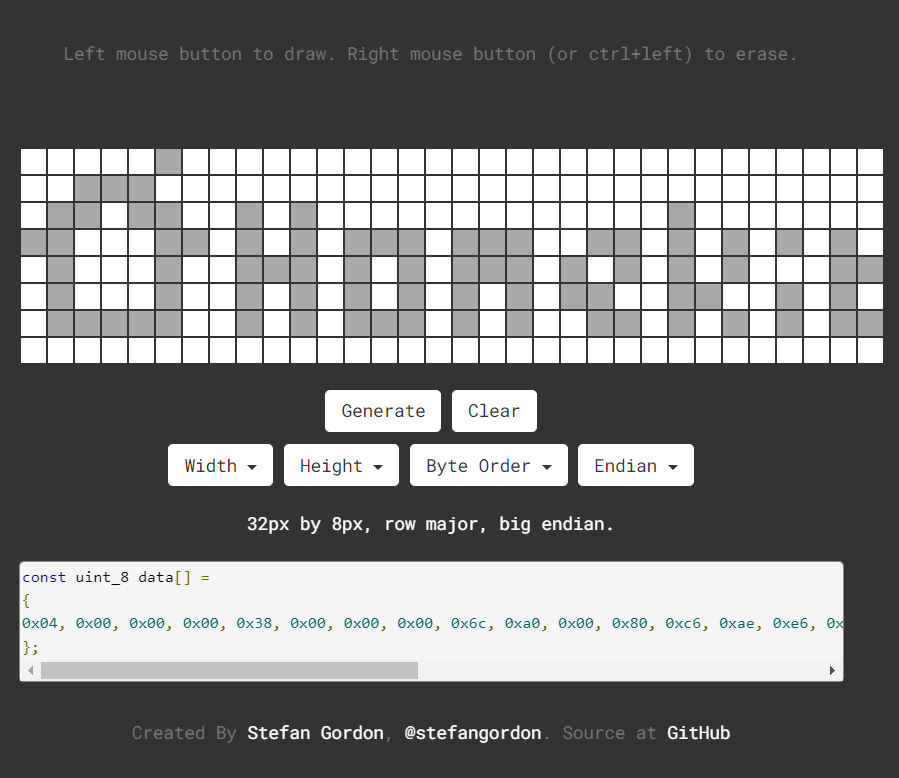 Left mouse button to draw. Right mouse button (or ctrl+left) to erase.
Homekit
Generate Clear
Width Height Byte Order Endian
32px by 8px, row major, big endian.
const uint_8 data[] =
{
0x04, 0x00, 0x00, 0x00, 0x38, 0x00, 0x00, 0x00, 0x6c, 0xa0, 0x00, 0x80, 0xc6, 0xae, 0xe6, 0x
};
Created By Stefan Gordon, @stefangordon. Source at GitHub